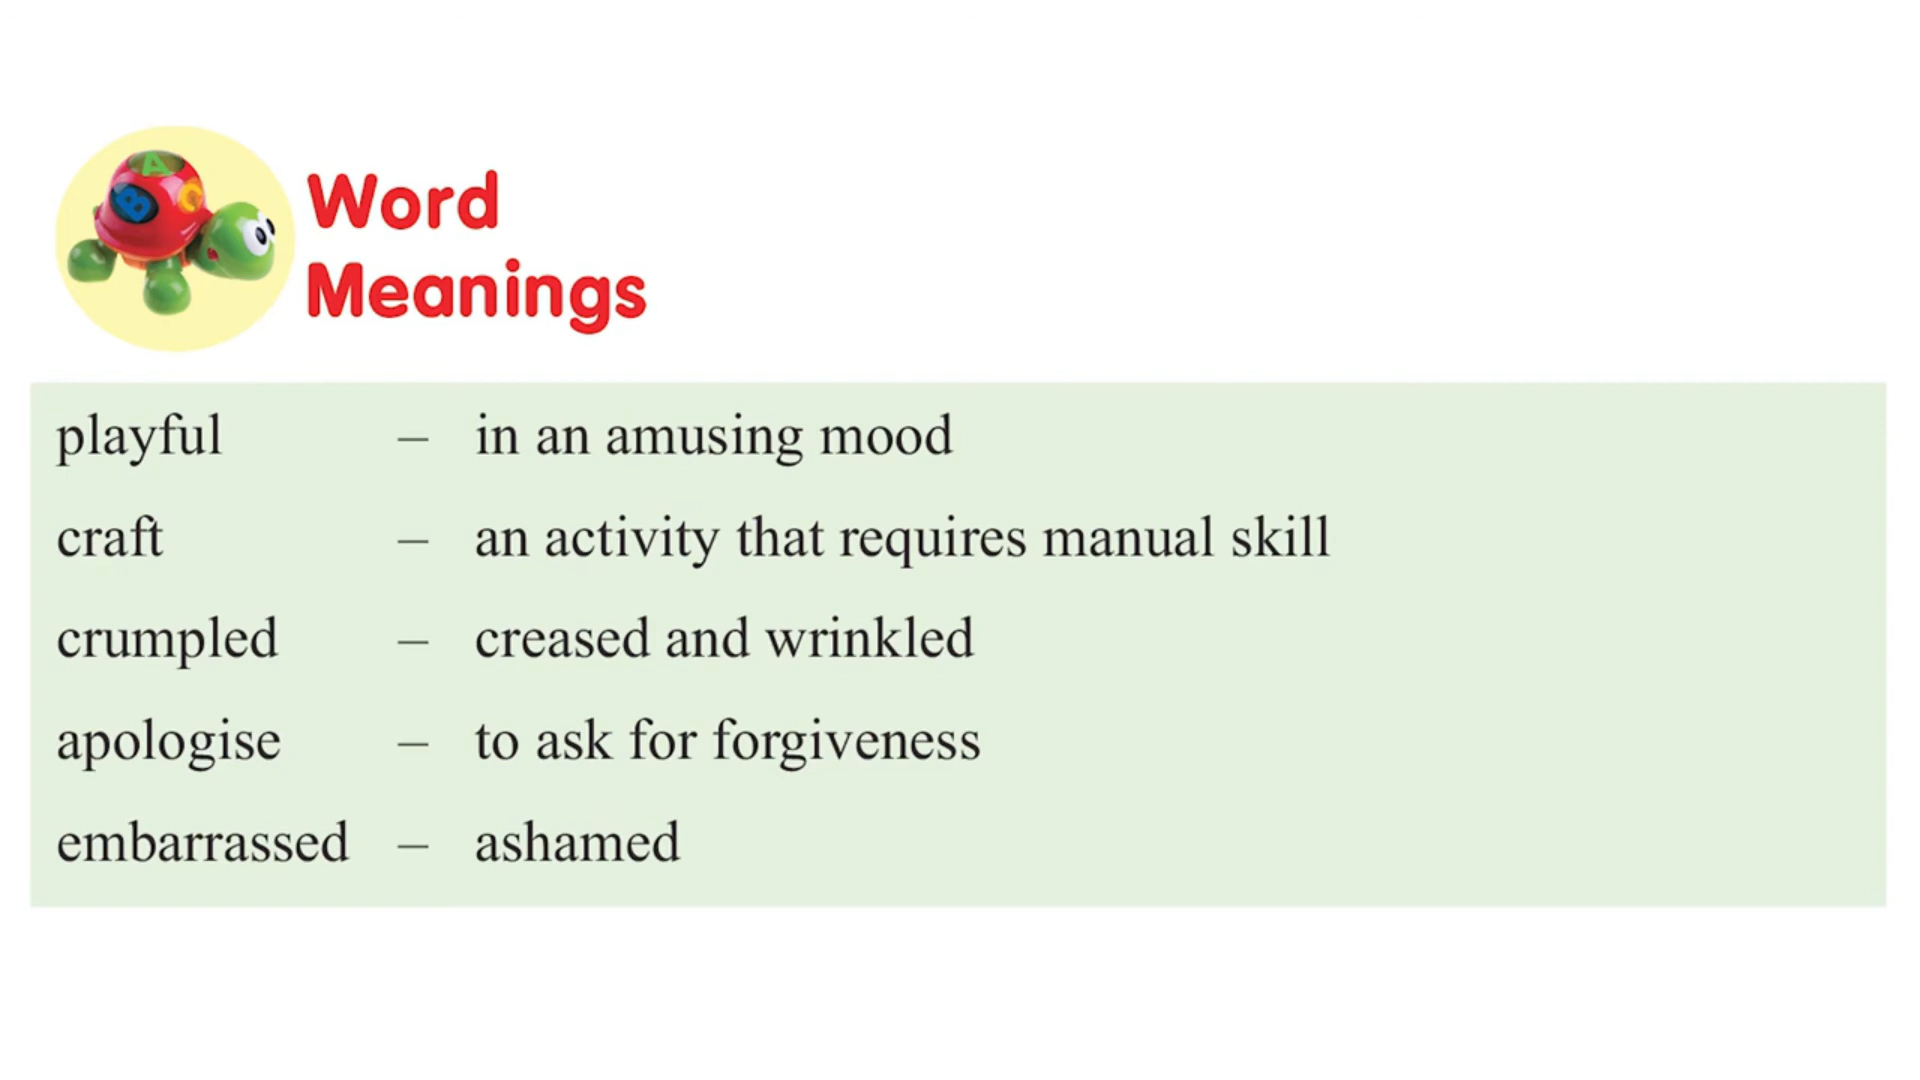 A
B
C
Word
Meanings
playful – in an amusing mood
craft – an activity that requires manual skill
crumpled – creased and wrinkled
apologise – to ask for forgiveness
embarrassed – ashamed